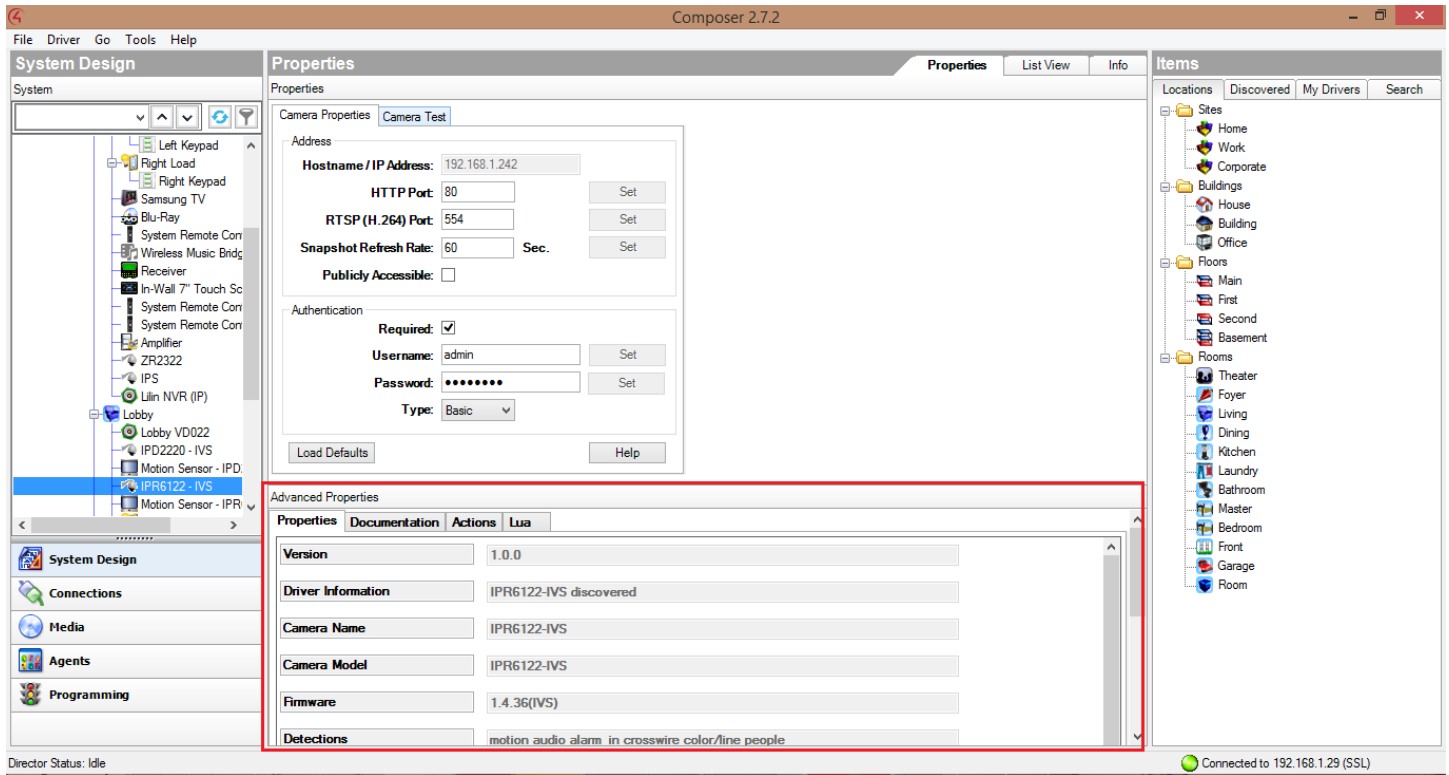 Composer 2.7.2
File Driver Go Tools Help
System Design
System
Left Keypad
Right Load
Right Keypad
Samsung TV
Blu-Ray
System Remote Con
Wireless Music Bridg
Receiver
In-Wall 7" Touch Sc
System Remote Con
System Remote Con
Amplifier
ZR2322
IPS
Lilin NVR (IP)
Lobby
Lobby VD022
IPD2220 - IVS
Motion Sensor - IPD
IPR6122 - IVS
Motion Sensor - IPR
System Design
Connections
Media
Agents
Programming
Properties
Properties List View Info
Properties
Camera Properties Camera Test
Address
Hostname / IP Address: 192.168.1.242
HTTP Port: 80 Set
RTSP (H.264) Port: 554 Set
Snapshot Refresh Rate: 60 Sec. Set
Publicly Accessible:
Authentication
Required:
Username: admin Set
Password: •••••••• Set
Type: Basic
Load Defaults Help
Advanced Properties
Properties Documentation Actions Lua
Version 1.0.0
Driver Information IPR6122-IVS discovered
Camera Name IPR6122-IVS
Camera Model IPR6122-IVS
Firmware 1.4.36(IVS)
Detections motion audio alarm_in crosswire color/line people
Items
Locations Discovered My Drivers Search
Sites
Home
Work
Corporate
Buildings
House
Building
Office
Floors
Main
First
Second
Basement
Rooms
Theater
Foyer
Living
Dining
Kitchen
Laundry
Bathroom
Master
Bedroom
Front
Garage
Room
Director Status: Idle
Connected to 192.168.1.29 (SSL)